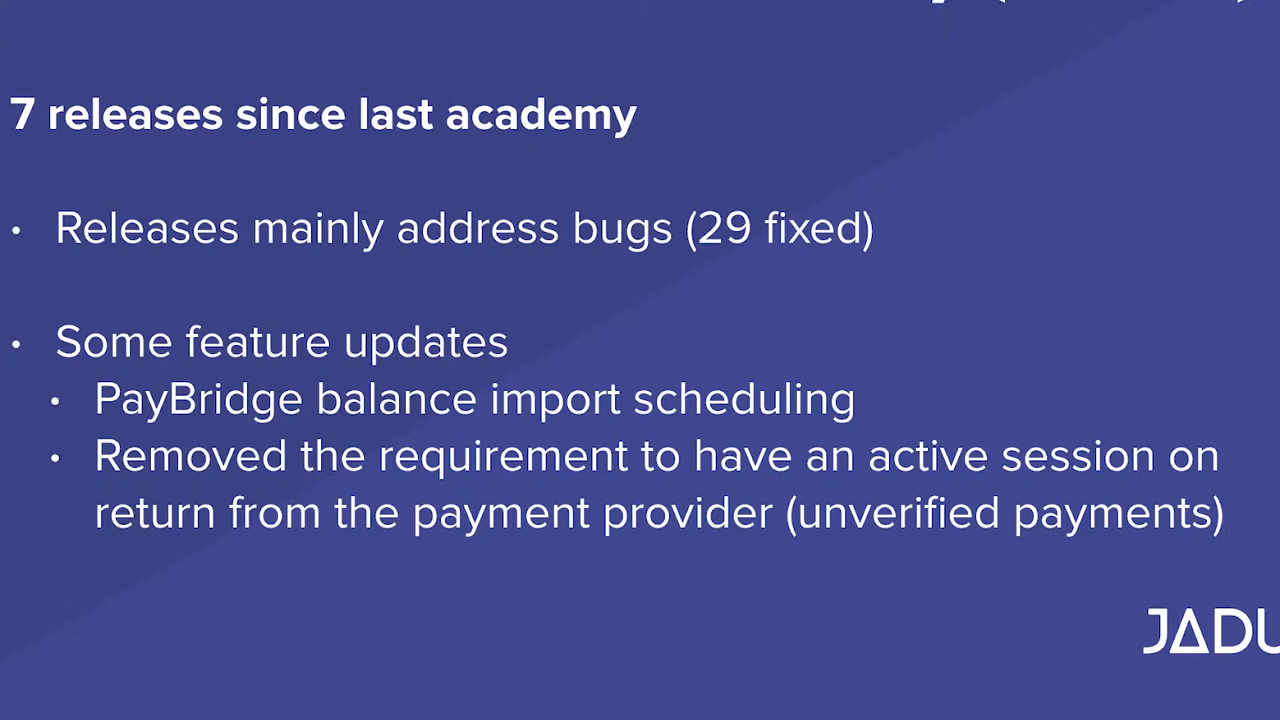 7 releases since last academy
• Releases mainly address bugs (29 fixed)
• Some feature updates
• PayBridge balance import scheduling
• Removed the requirement to have an active session on
return from the payment provider (unverified payments)
JADU